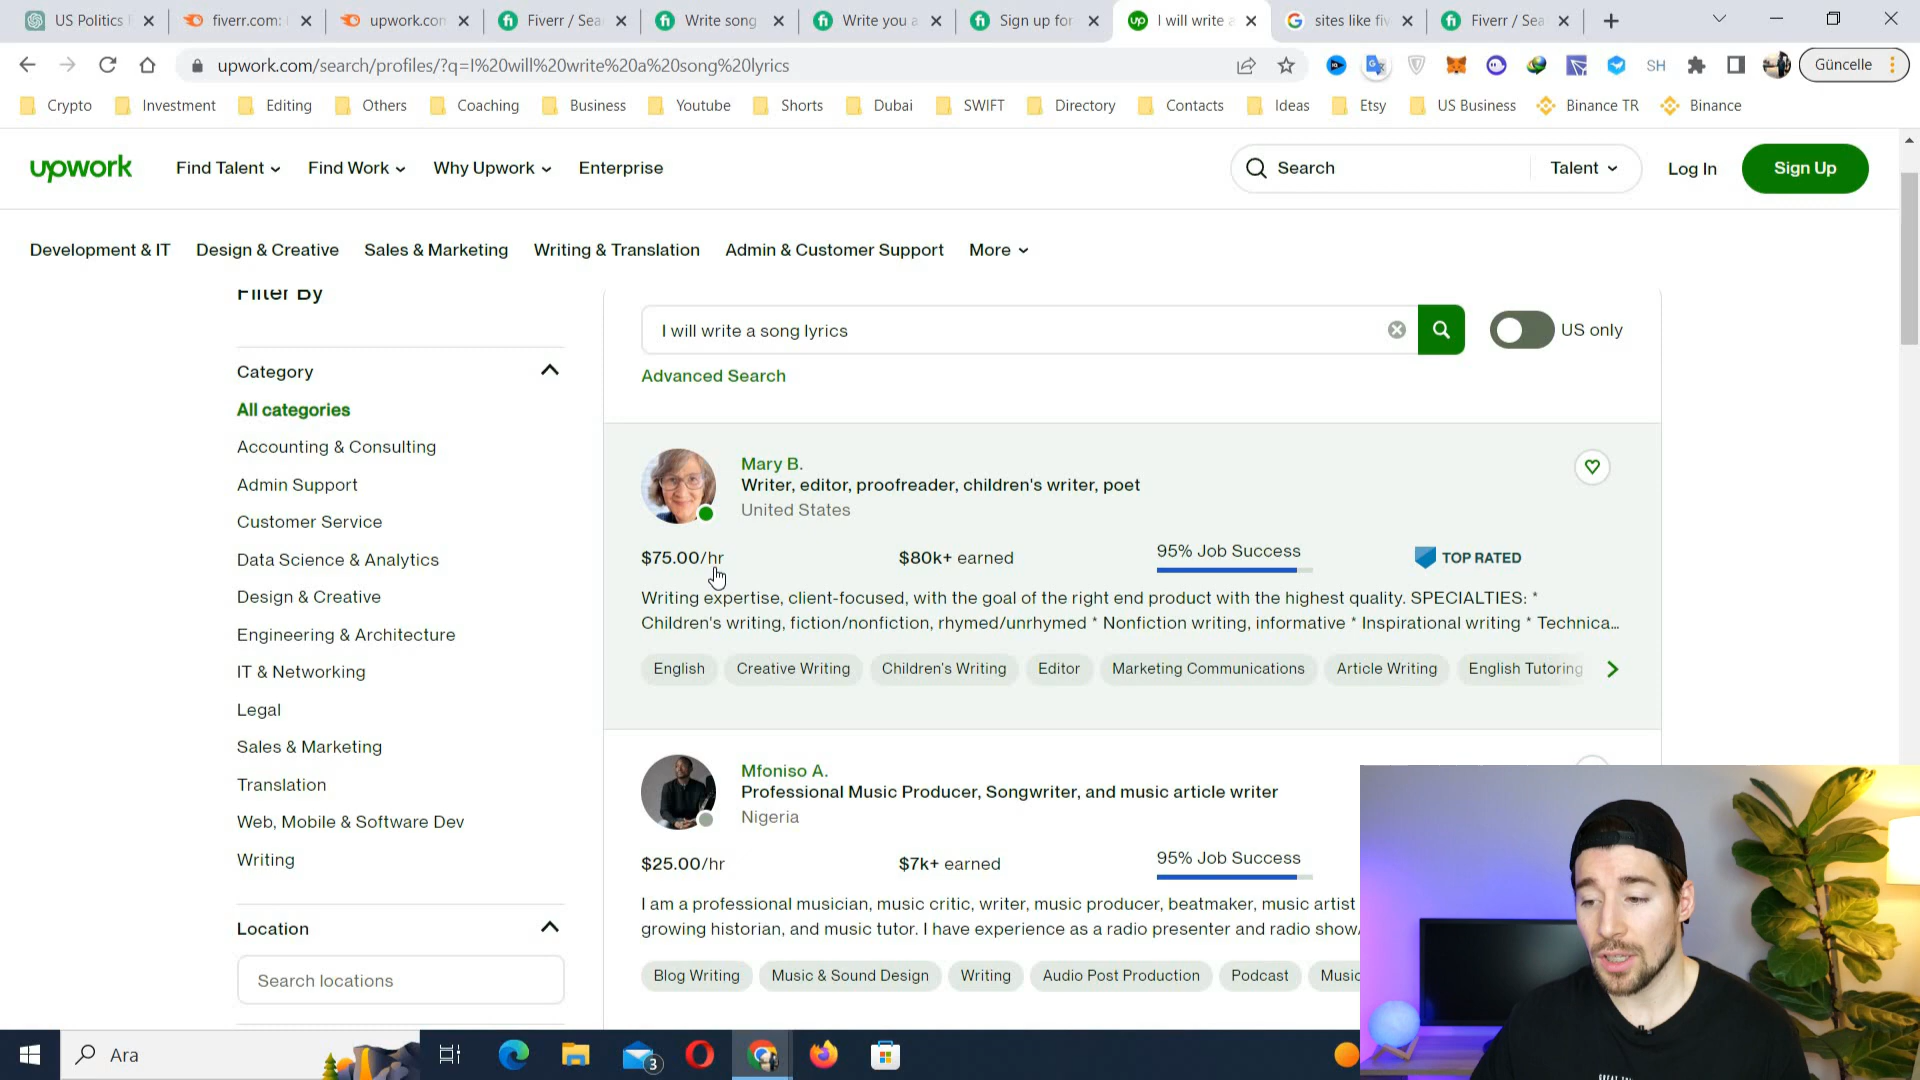 US Politics
fiverr.com:
upwork.con
Fiverr / Sea
Write song
Write you a
Sign up for
I will write a
sites like fiv
Fiverr / Sea
upwork.com/search/profiles/?q=I%20will%20write%20a%20song%20lyrics
SH
Güncelle
Crypto
Investment
Editing
Others
Coaching
Business
Youtube
Shorts
Dubai
SWIFT
Directory
Contacts
Ideas
Etsy
US Business
Binance TR
Binance
upwork
Find Talent
Find Work
Why Upwork
Enterprise
Search
Talent
Log In
Sign Up
Development & IT
Design & Creative
Sales & Marketing
Writing & Translation
Admin & Customer Support
More
Filter By
I will write a song lyrics
US only
Advanced Search
Category
All categories
Accounting & Consulting
Admin Support
Customer Service
Data Science & Analytics
Design & Creative
Engineering & Architecture
IT & Networking
Legal
Sales & Marketing
Translation
Web, Mobile & Software Dev
Writing
Location
Search locations
Mary B.
Writer, editor, proofreader, children's writer, poet
United States
$75.00/hr
$80k+ earned
95% Job Success
TOP RATED
Writing expertise, client-focused, with the goal of the right end product with the highest quality. SPECIALTIES: *
Children's writing, fiction/nonfiction, rhymed/unrhymed * Nonfiction writing, informative * Inspirational writing * Technica...
English
Creative Writing
Children's Writing
Editor
Marketing Communications
Article Writing
English Tutoring
Mfoniso A.
Professional Music Producer, Songwriter, and music article writer
Nigeria
$25.00/hr
$7k+ earned
95% Job Success
I am a professional musician, music critic, writer, music producer, beatmaker, music artist
growing historian, and music tutor. I have experience as a radio presenter and radio show
Blog Writing
Music & Sound Design
Writing
Audio Post Production
Podcast
Music
Ara
3